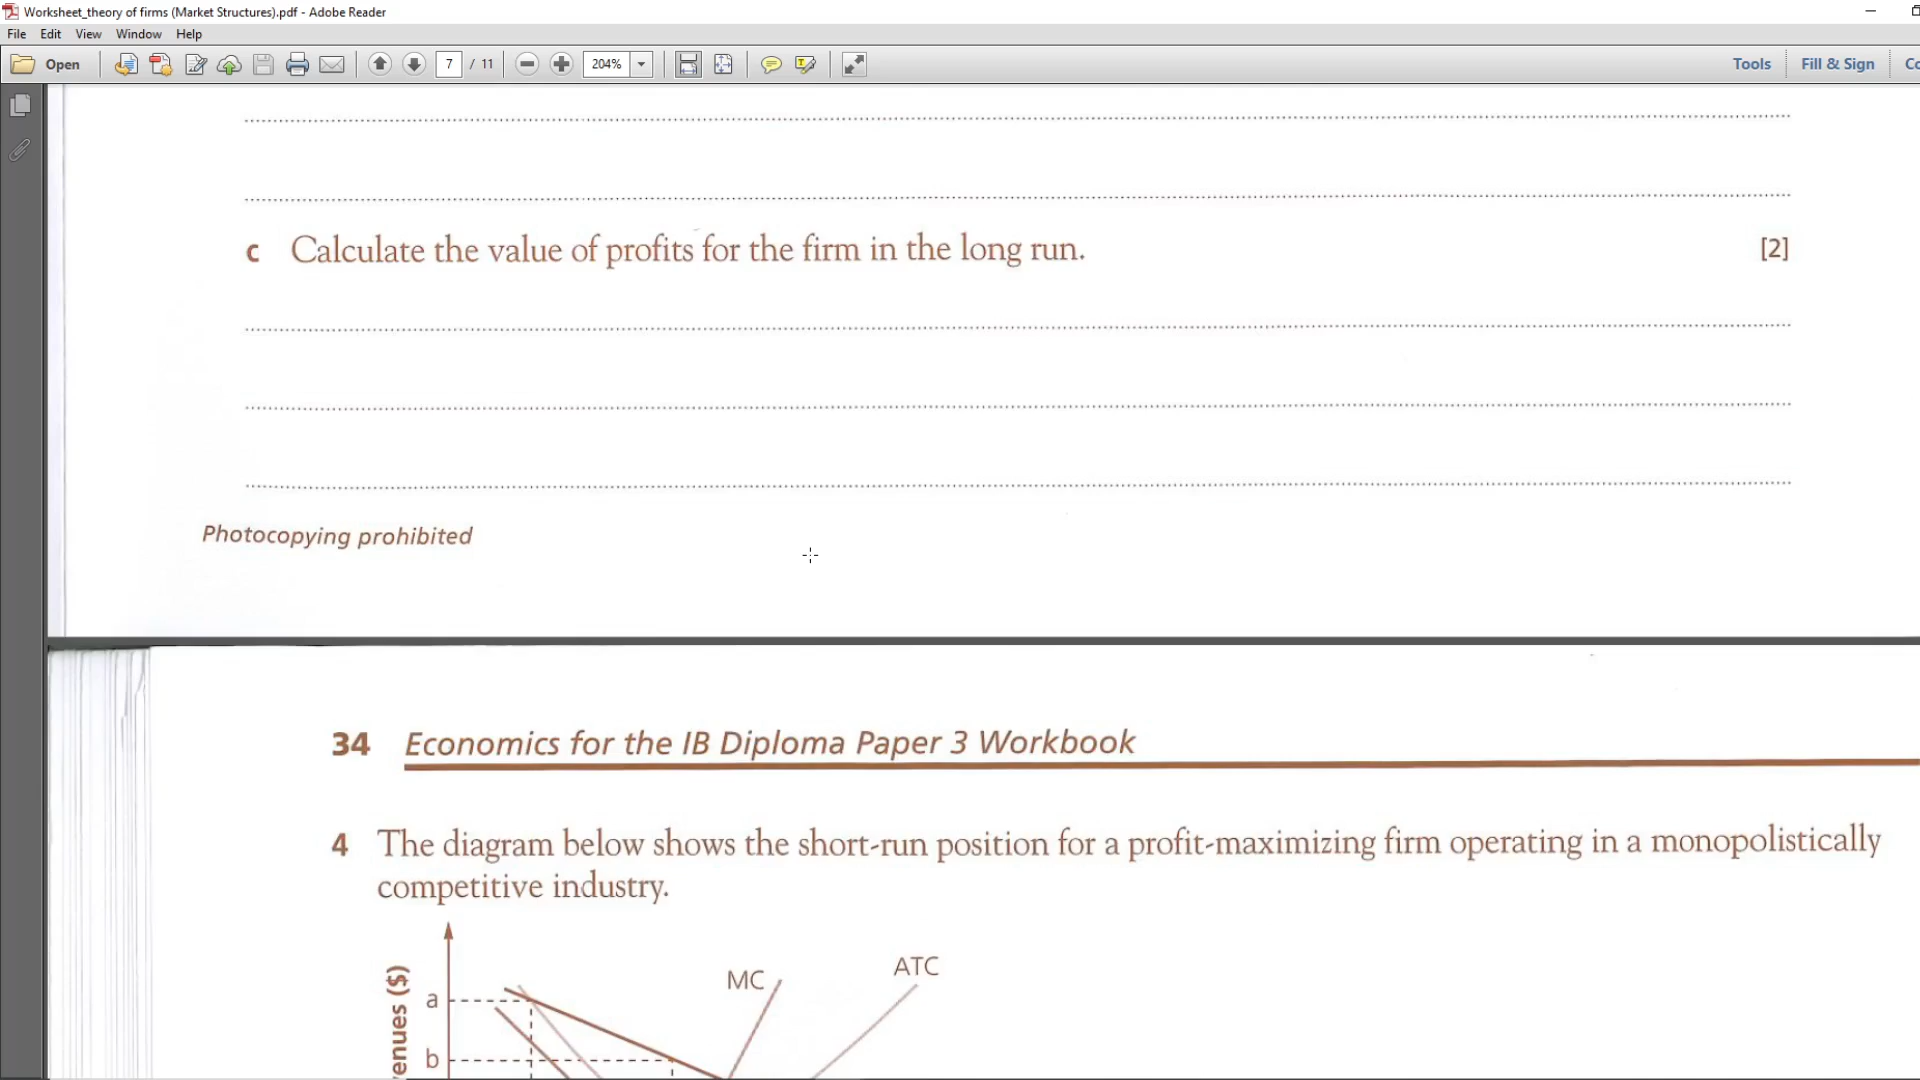 Worksheet_theory of firms (Market Structures).pdf - Adobe Reader
File Edit View Window Help
Open 7 / 11 204% Tools Fill & Sign
c Calculate the value of profits for the firm in the long run. [2]
Photocopying prohibited
34 Economics for the IB Diploma Paper 3 Workbook
4 The diagram below shows the short-run position for a profit-maximizing firm operating in a monopolistically
competitive industry.
MC ATC
a
b
($)